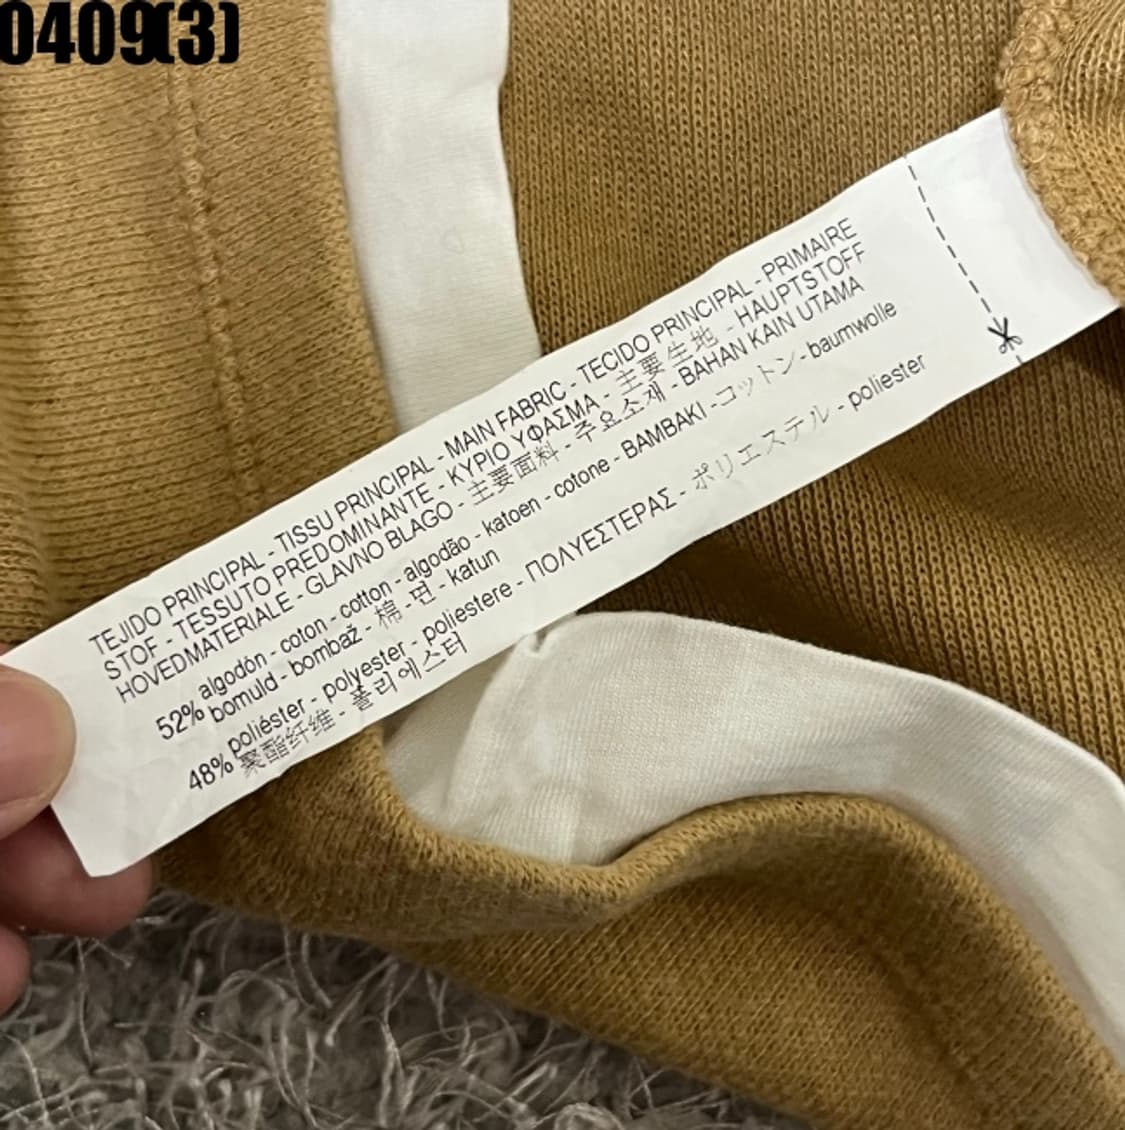 0409(3)
TEJIDO PRINCIPAL - TISSU PRINCIPAL - MAIN FABRIC - TECIDO PRINCIPAL - PRIMAIRE
STOF - TESSUTO PREDOMINANTE - ΚΥΡΙΟ ΥΦΑΣΜΑ - 主要生地 - HAUPTSTOFF
HOVEDMATERIALE - GLAVNO BLAGO - 主要面料 - 주요소재 - BAHAN KAIN UTAMA
52% algodón - coton - cotton - algodão - katoen - cotone - ΒΑΜΒΑΚΙ - コットン - baumwolle
bomuld - bombaž - 棉 - 면 - katun
48% poliéster - polyester - poliestere - ΠΟΛΥΕΣΤΕΡΑΣ - ポリエステル - poliester
聚酯纤维 - 폴리에스터